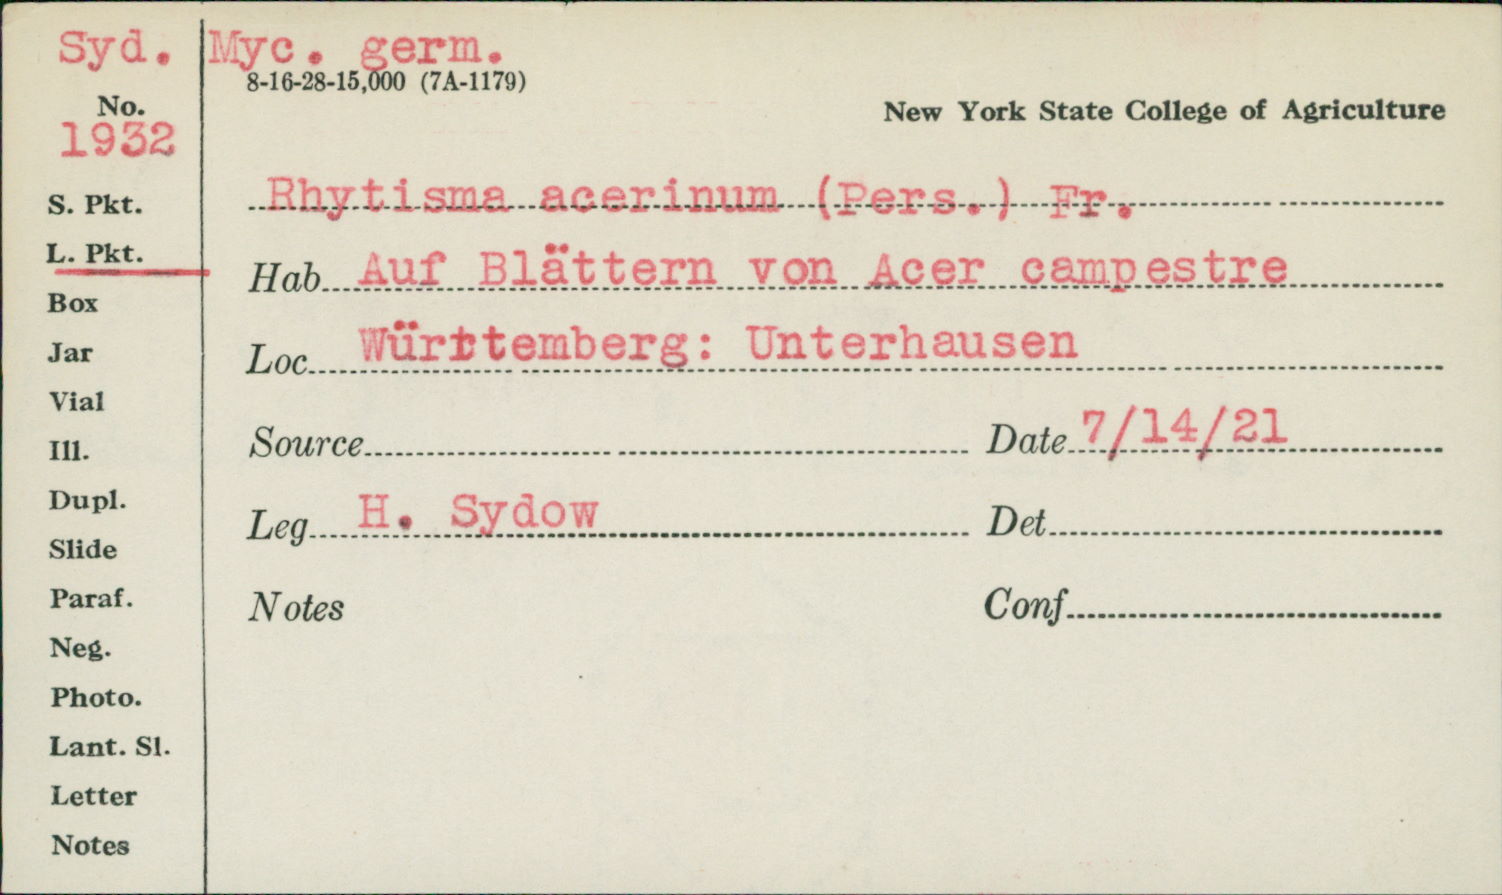 Syd. Myc. germ.
8-16-28-15,000 (7A-1179)
No.
1932
New York State College of Agriculture
S. Pkt.
Rhytisma acerinum (Pers.) Fr.
L. Pkt.
Hab. Auf Blättern von Acer campestre
Box
Jar
Loc. Württemberg: Unterhausen
Vial
Ill.
Source
Date 7/14/21
Dupl.
Leg. H. Sydow
Det.
Slide
Paraf.
Notes
Conf.
Neg.
Photo.
Lant. Sl.
Letter
Notes